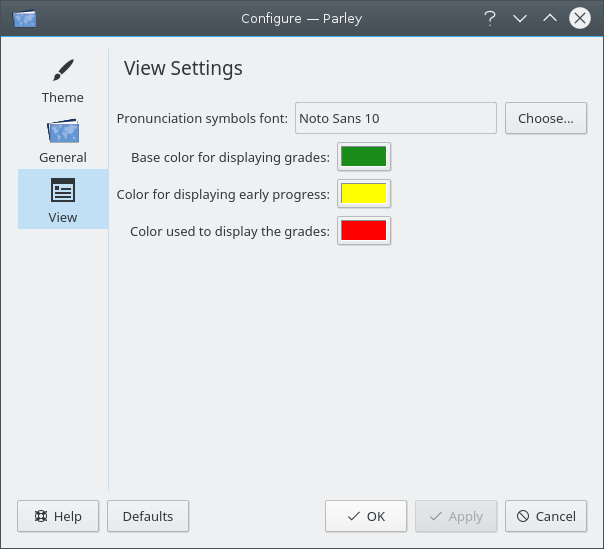 Configure — Parley
Theme
General
View
View Settings
Pronunciation symbols font: Noto Sans 10 Choose...
Base color for displaying grades:
Color for displaying early progress:
Color used to display the grades:
Help Defaults OK Apply Cancel